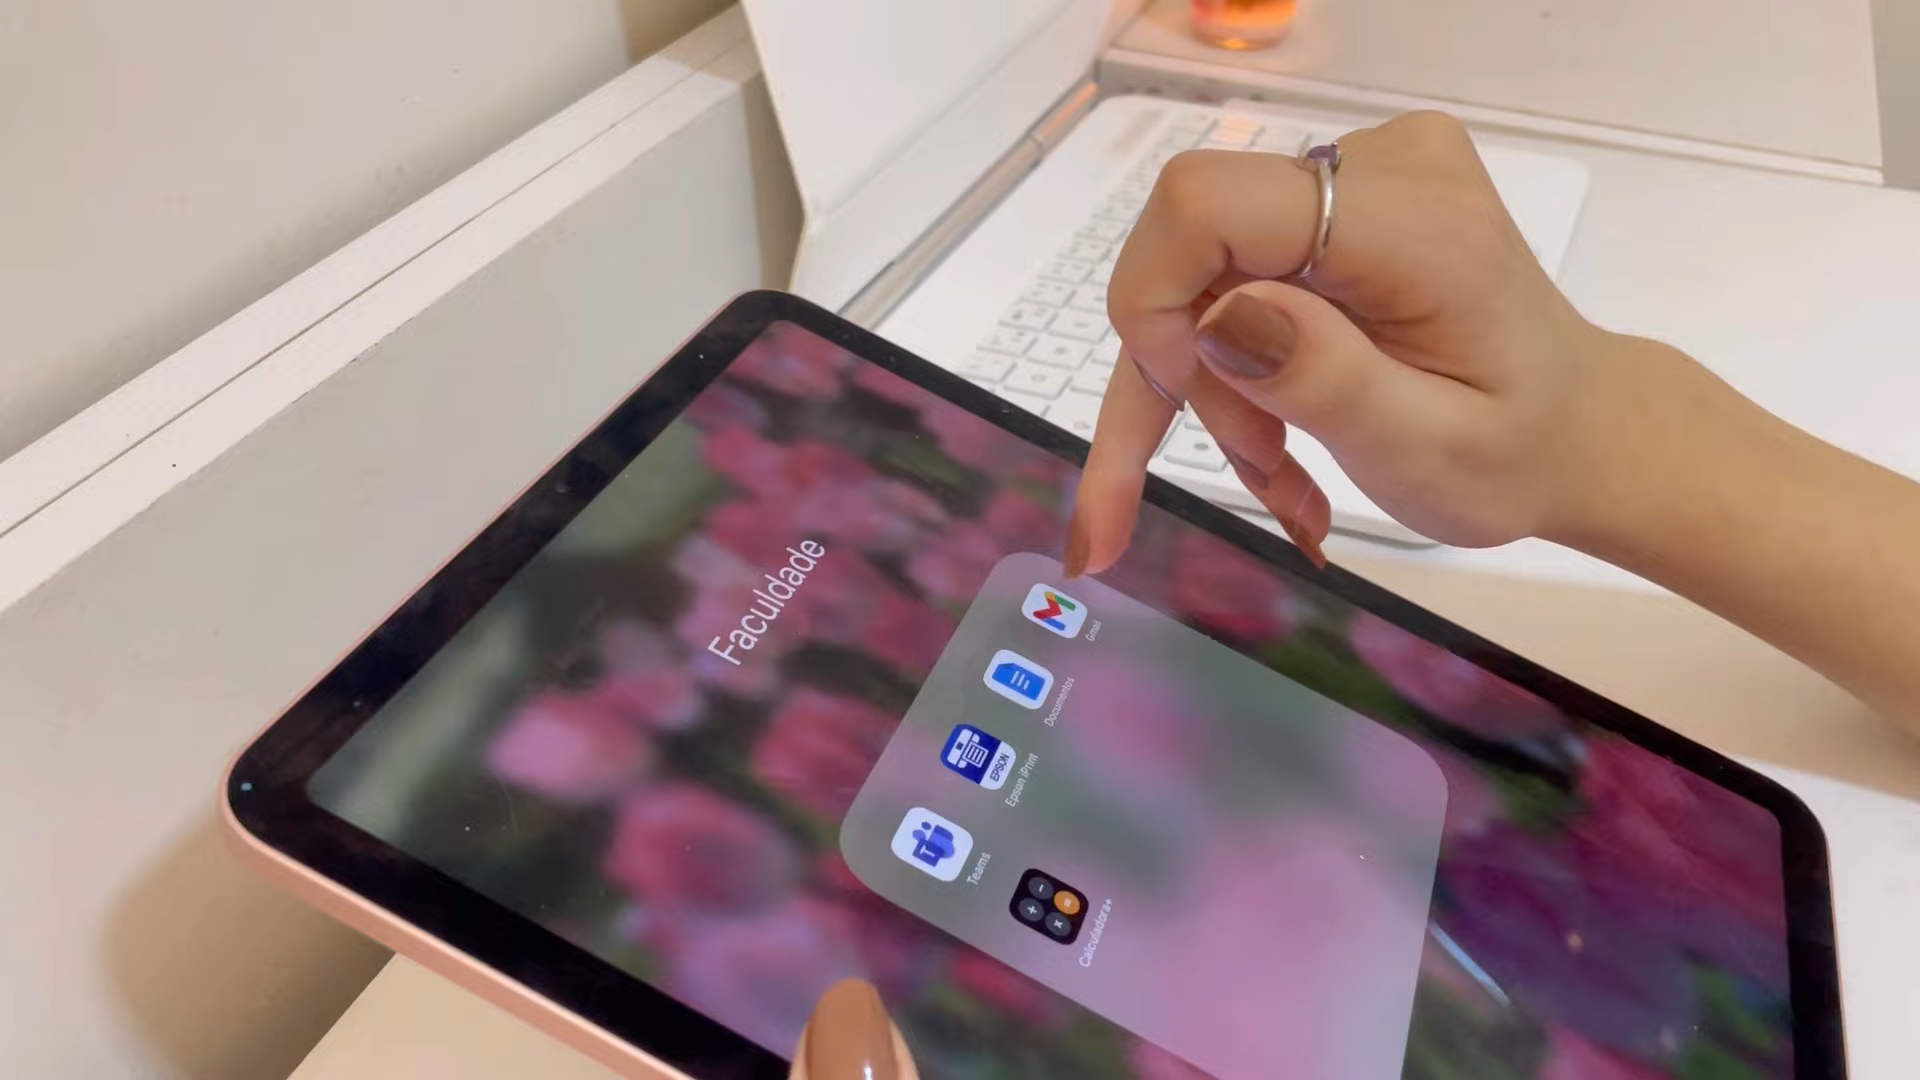 Faculdade
Teams
EPSON
Epson iPrint
Documentos
Gmail
Calculadora+